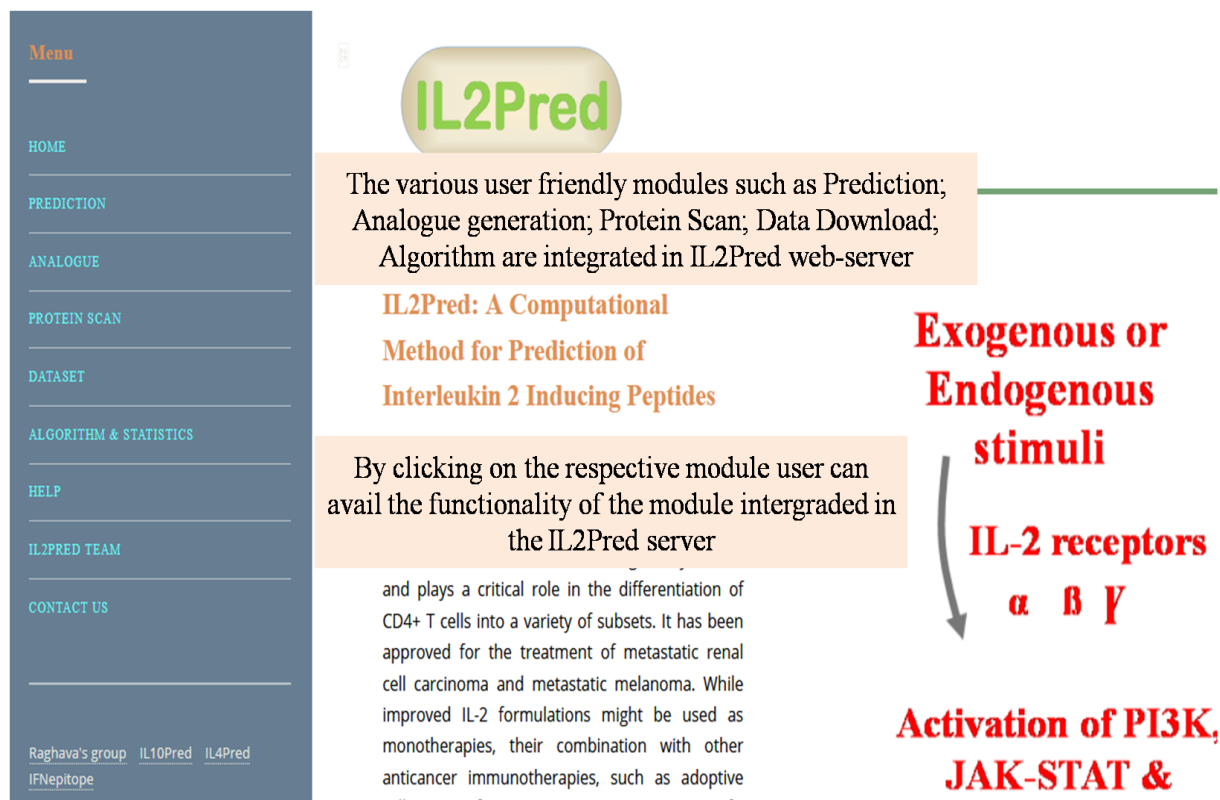 Menu
HOME
PREDICTION
ANALOGUE
PROTEIN SCAN
DATASET
ALGORITHM & STATISTICS
HELP
IL2PRED TEAM
CONTACT US
Raghava's group IL10Pred IL4Pred
IFNepitope
IL2Pred
The various user friendly modules such as Prediction;
Analogue generation; Protein Scan; Data Download;
Algorithm are integrated in IL2Pred web-server
IL2Pred: A Computational
Method for Prediction of
Interleukin 2 Inducing Peptides
By clicking on the respective module user can
avail the functionality of the module intergraded in
the IL2Pred server
and plays a critical role in the differentiation of
CD4+ T cells into a variety of subsets. It has been
approved for the treatment of metastatic renal
cell carcinoma and metastatic melanoma. While
improved IL-2 formulations might be used as
monotherapies, their combination with other
anticancer immunotherapies, such as adoptive
Exogenous or
Endogenous
stimuli
IL-2 receptors
α ß γ
Activation of PI3K,
JAK-STAT &